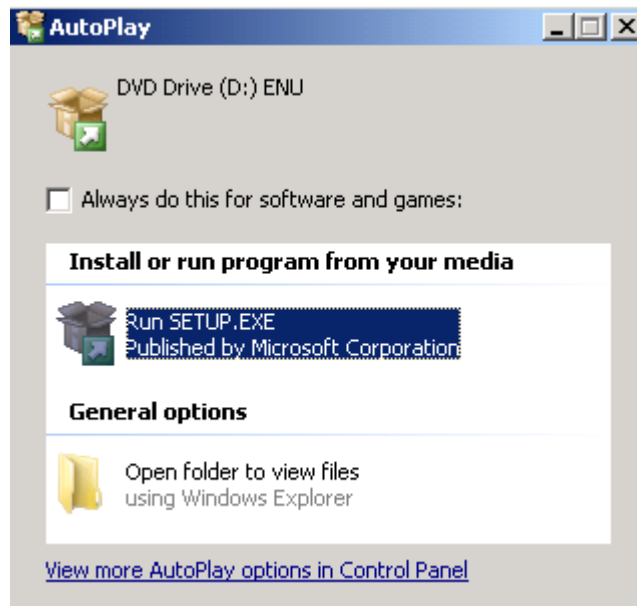 AutoPlay
DVD Drive (D:) ENU
Always do this for software and games:
Install or run program from your media
Run SETUP.EXE
Published by Microsoft Corporation
General options
Open folder to view files
using Windows Explorer
View more AutoPlay options in Control Panel